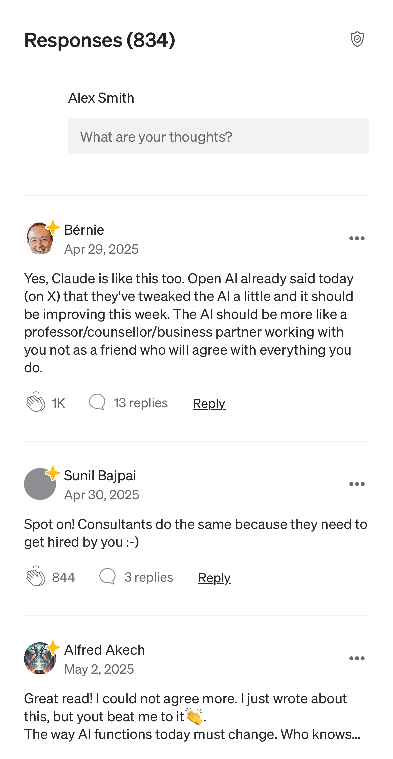 Responses (834)
Alex Smith
What are your thoughts?
Bérnie
Apr 29, 2025
Yes, Claude is like this too. Open AI already said today
(on X) that they've tweaked the AI a little and it should
be improving this week. The AI should be more like a
professor/counsellor/business partner working with
you not as a friend who will agree with everything you
do.
1K 13 replies Reply
Sunil Bajpai
Apr 30, 2025
Spot on! Consultants do the same because they need to
get hired by you :-)
844 3 replies Reply
Alfred Akech
May 2, 2025
Great read! I could not agree more. I just wrote about
this, but yout beat me to it👏.
The way AI functions today must change. Who knows...